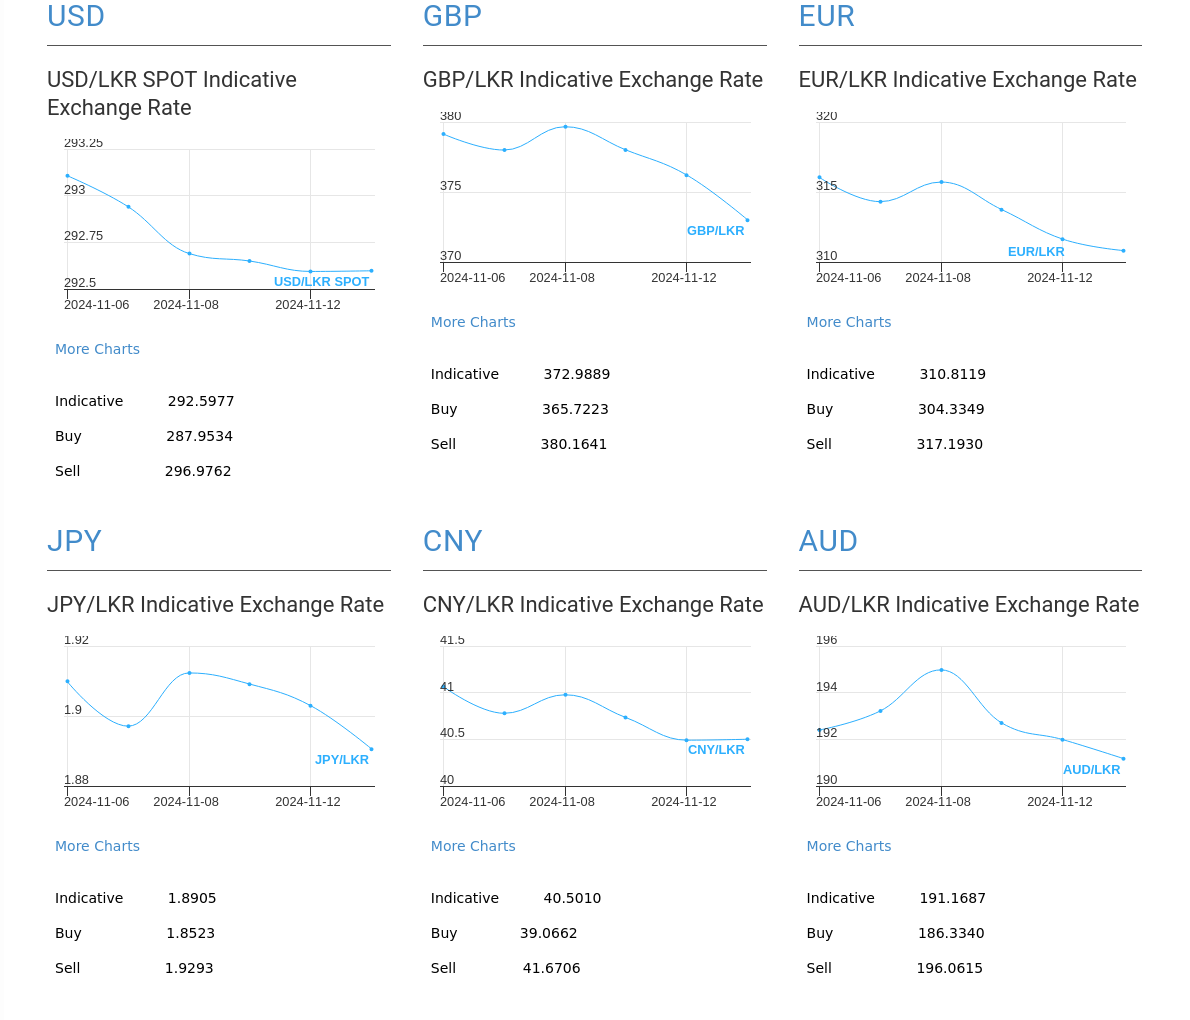 USD
USD/LKR SPOT Indicative
Exchange Rate
293.25
293
292.75
292.5
USD/LKR SPOT
2024-11-06 2024-11-08 2024-11-12
More Charts
Indicative 292.5977
Buy 287.9534
Sell 296.9762
GBP
GBP/LKR Indicative Exchange Rate
380
375
GBP/LKR
370
2024-11-06 2024-11-08 2024-11-12
More Charts
Indicative 372.9889
Buy 365.7223
Sell 380.1641
EUR
EUR/LKR Indicative Exchange Rate
320
315
EUR/LKR
310
2024-11-06 2024-11-08 2024-11-12
More Charts
Indicative 310.8119
Buy 304.3349
Sell 317.1930
JPY
JPY/LKR Indicative Exchange Rate
1.92
1.9
JPY/LKR
1.88
2024-11-06 2024-11-08 2024-11-12
More Charts
Indicative 1.8905
Buy 1.8523
Sell 1.9293
CNY
CNY/LKR Indicative Exchange Rate
41.5
41
40.5
CNY/LKR
40
2024-11-06 2024-11-08 2024-11-12
More Charts
Indicative 40.5010
Buy 39.0662
Sell 41.6706
AUD
AUD/LKR Indicative Exchange Rate
196
194
192
AUD/LKR
190
2024-11-06 2024-11-08 2024-11-12
More Charts
Indicative 191.1687
Buy 186.3340
Sell 196.0615